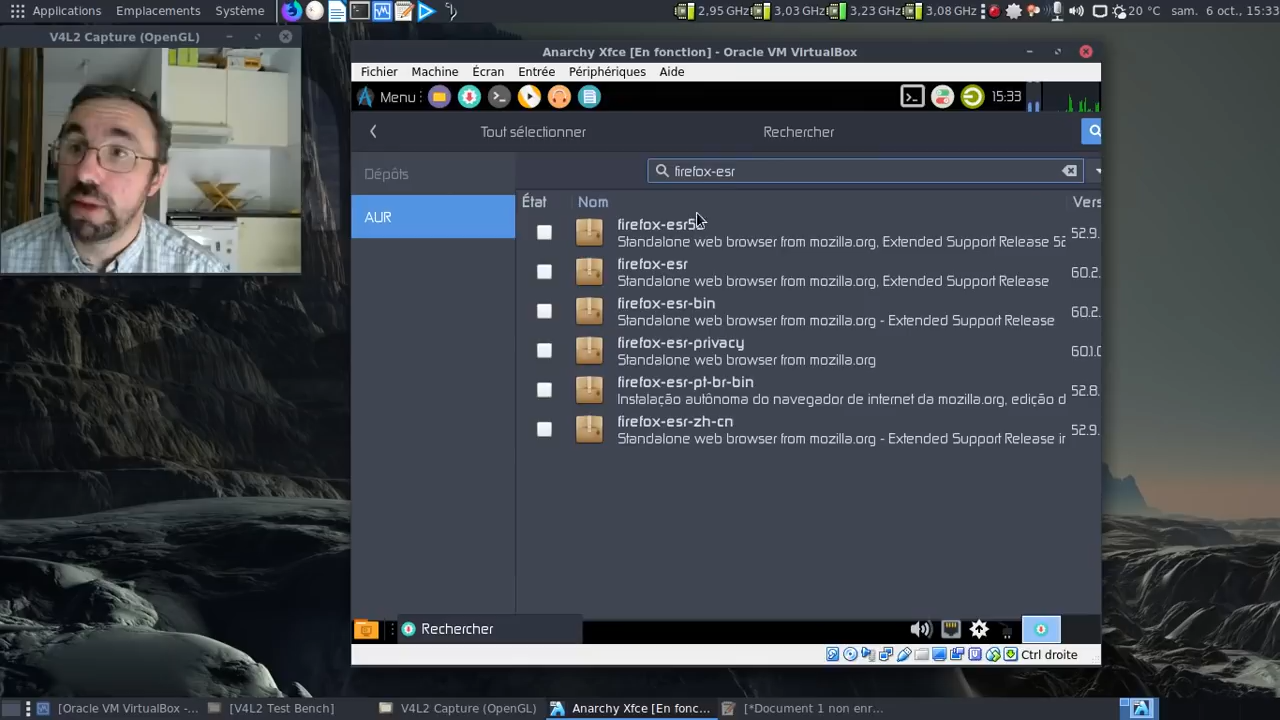 Applications Emplacements Système 2,95 GHz 3,03 GHz 3,23 GHz 3,08 GHz 20 °C sam. 6 oct., 15:33
V4L2 Capture (OpenGL)
Anarchy Xfce [En fonction] - Oracle VM VirtualBox
Fichier Machine Écran Entrée Périphériques Aide
Menu 15:33
Tout sélectionner Rechercher
Dépôts
firefox-esr
AUR
État Nom Vers
Standalone web browser from mozilla.org, Extended Support Release 52 52.9.
firefox-esr
Standalone web browser from mozilla.org, Extended Support Release 60.2.
firefox-esr-bin
Standalone web browser from mozilla.org - Extended Support Release 60.2.
firefox-esr-privacy
Standalone web browser from mozilla.org 60.1.0
firefox-esr-pt-br-bin
Instalação autônoma do navegador de internet da mozilla.org, edição d 52.8.
firefox-esr-zh-cn
Standalone web browser from mozilla.org - Extended Support Release in 52.9.
Rechercher
Ctrl droite
[Oracle VM VirtualBox -... [V4L2 Test Bench] V4L2 Capture (OpenGL) Anarchy Xfce [En fonc... [*Document 1 non enr...